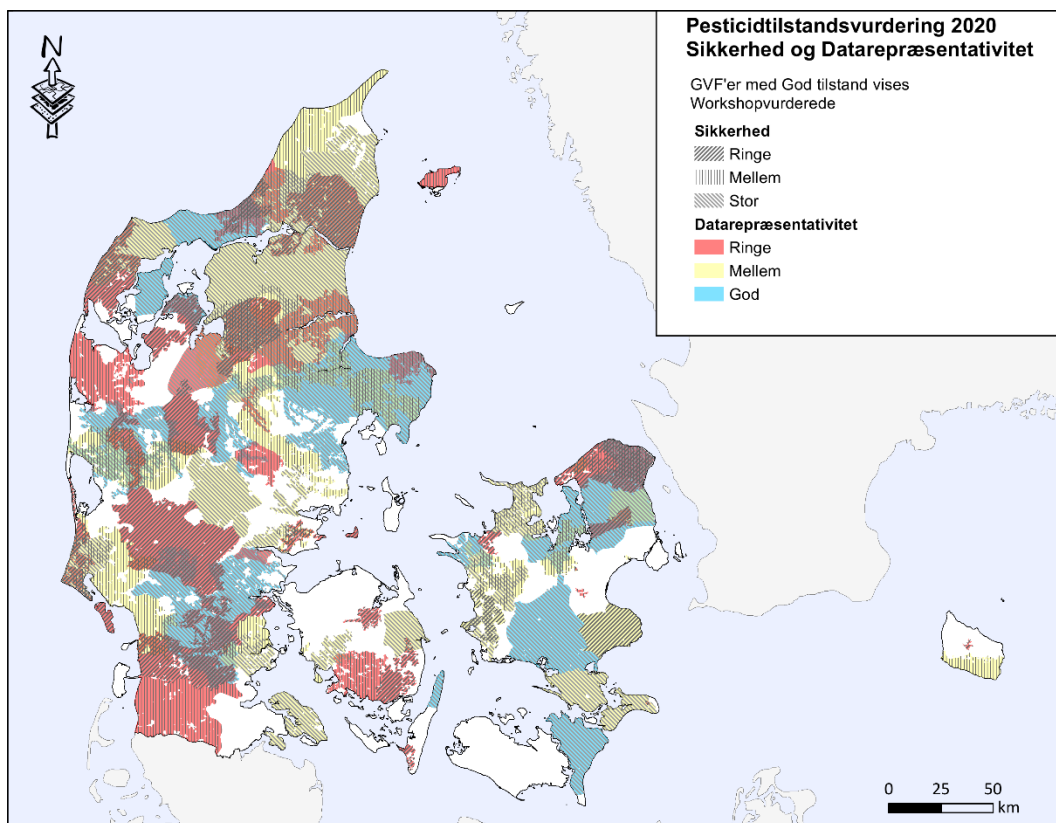 Pesticidtilstandsvurdering 2020
Sikkerhed og Datarepræsentativitet
GVF'er med God tilstand vises
Workshopvurderede
Sikkerhed
Ringe
Mellem
Stor
Datarepræsentativitet
Ringe
Mellem
God
N
0 25 50
km